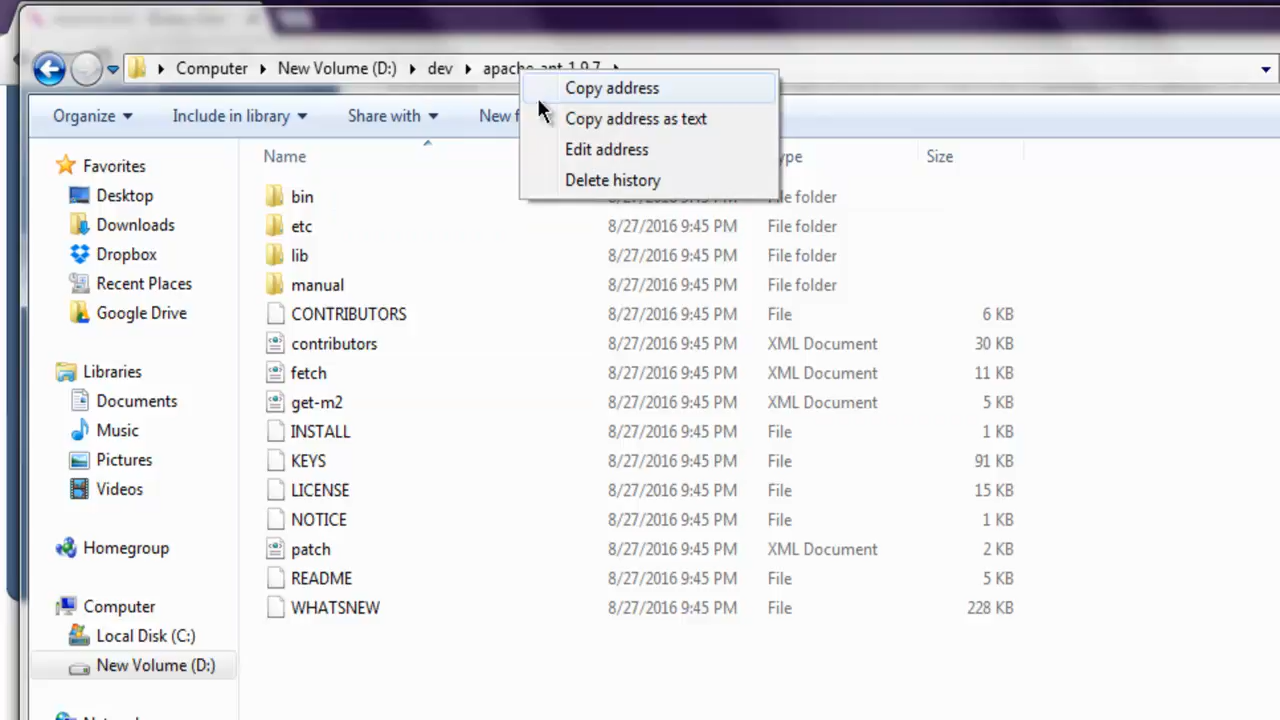 Computer New Volume (D:) dev apache-ant-1.9.7
Copy address
Copy address as text
Edit address
Delete history
Organize Include in library Share with New
Name Size
Favorites
Desktop
Downloads
Dropbox
Recent Places
Google Drive
Libraries
Documents
Music
Pictures
Videos
Homegroup
Computer
Local Disk (C:)
New Volume (D:)
bin 8/27/2016 9:45 PM File folder
etc 8/27/2016 9:45 PM File folder
lib 8/27/2016 9:45 PM File folder
manual 8/27/2016 9:45 PM File folder
CONTRIBUTORS 8/27/2016 9:45 PM File 6 KB
contributors 8/27/2016 9:45 PM XML Document 30 KB
fetch 8/27/2016 9:45 PM XML Document 11 KB
get-m2 8/27/2016 9:45 PM XML Document 5 KB
INSTALL 8/27/2016 9:45 PM File 1 KB
KEYS 8/27/2016 9:45 PM File 91 KB
LICENSE 8/27/2016 9:45 PM File 15 KB
NOTICE 8/27/2016 9:45 PM File 1 KB
patch 8/27/2016 9:45 PM XML Document 2 KB
README 8/27/2016 9:45 PM File 5 KB
WHATSNEW 8/27/2016 9:45 PM File 228 KB